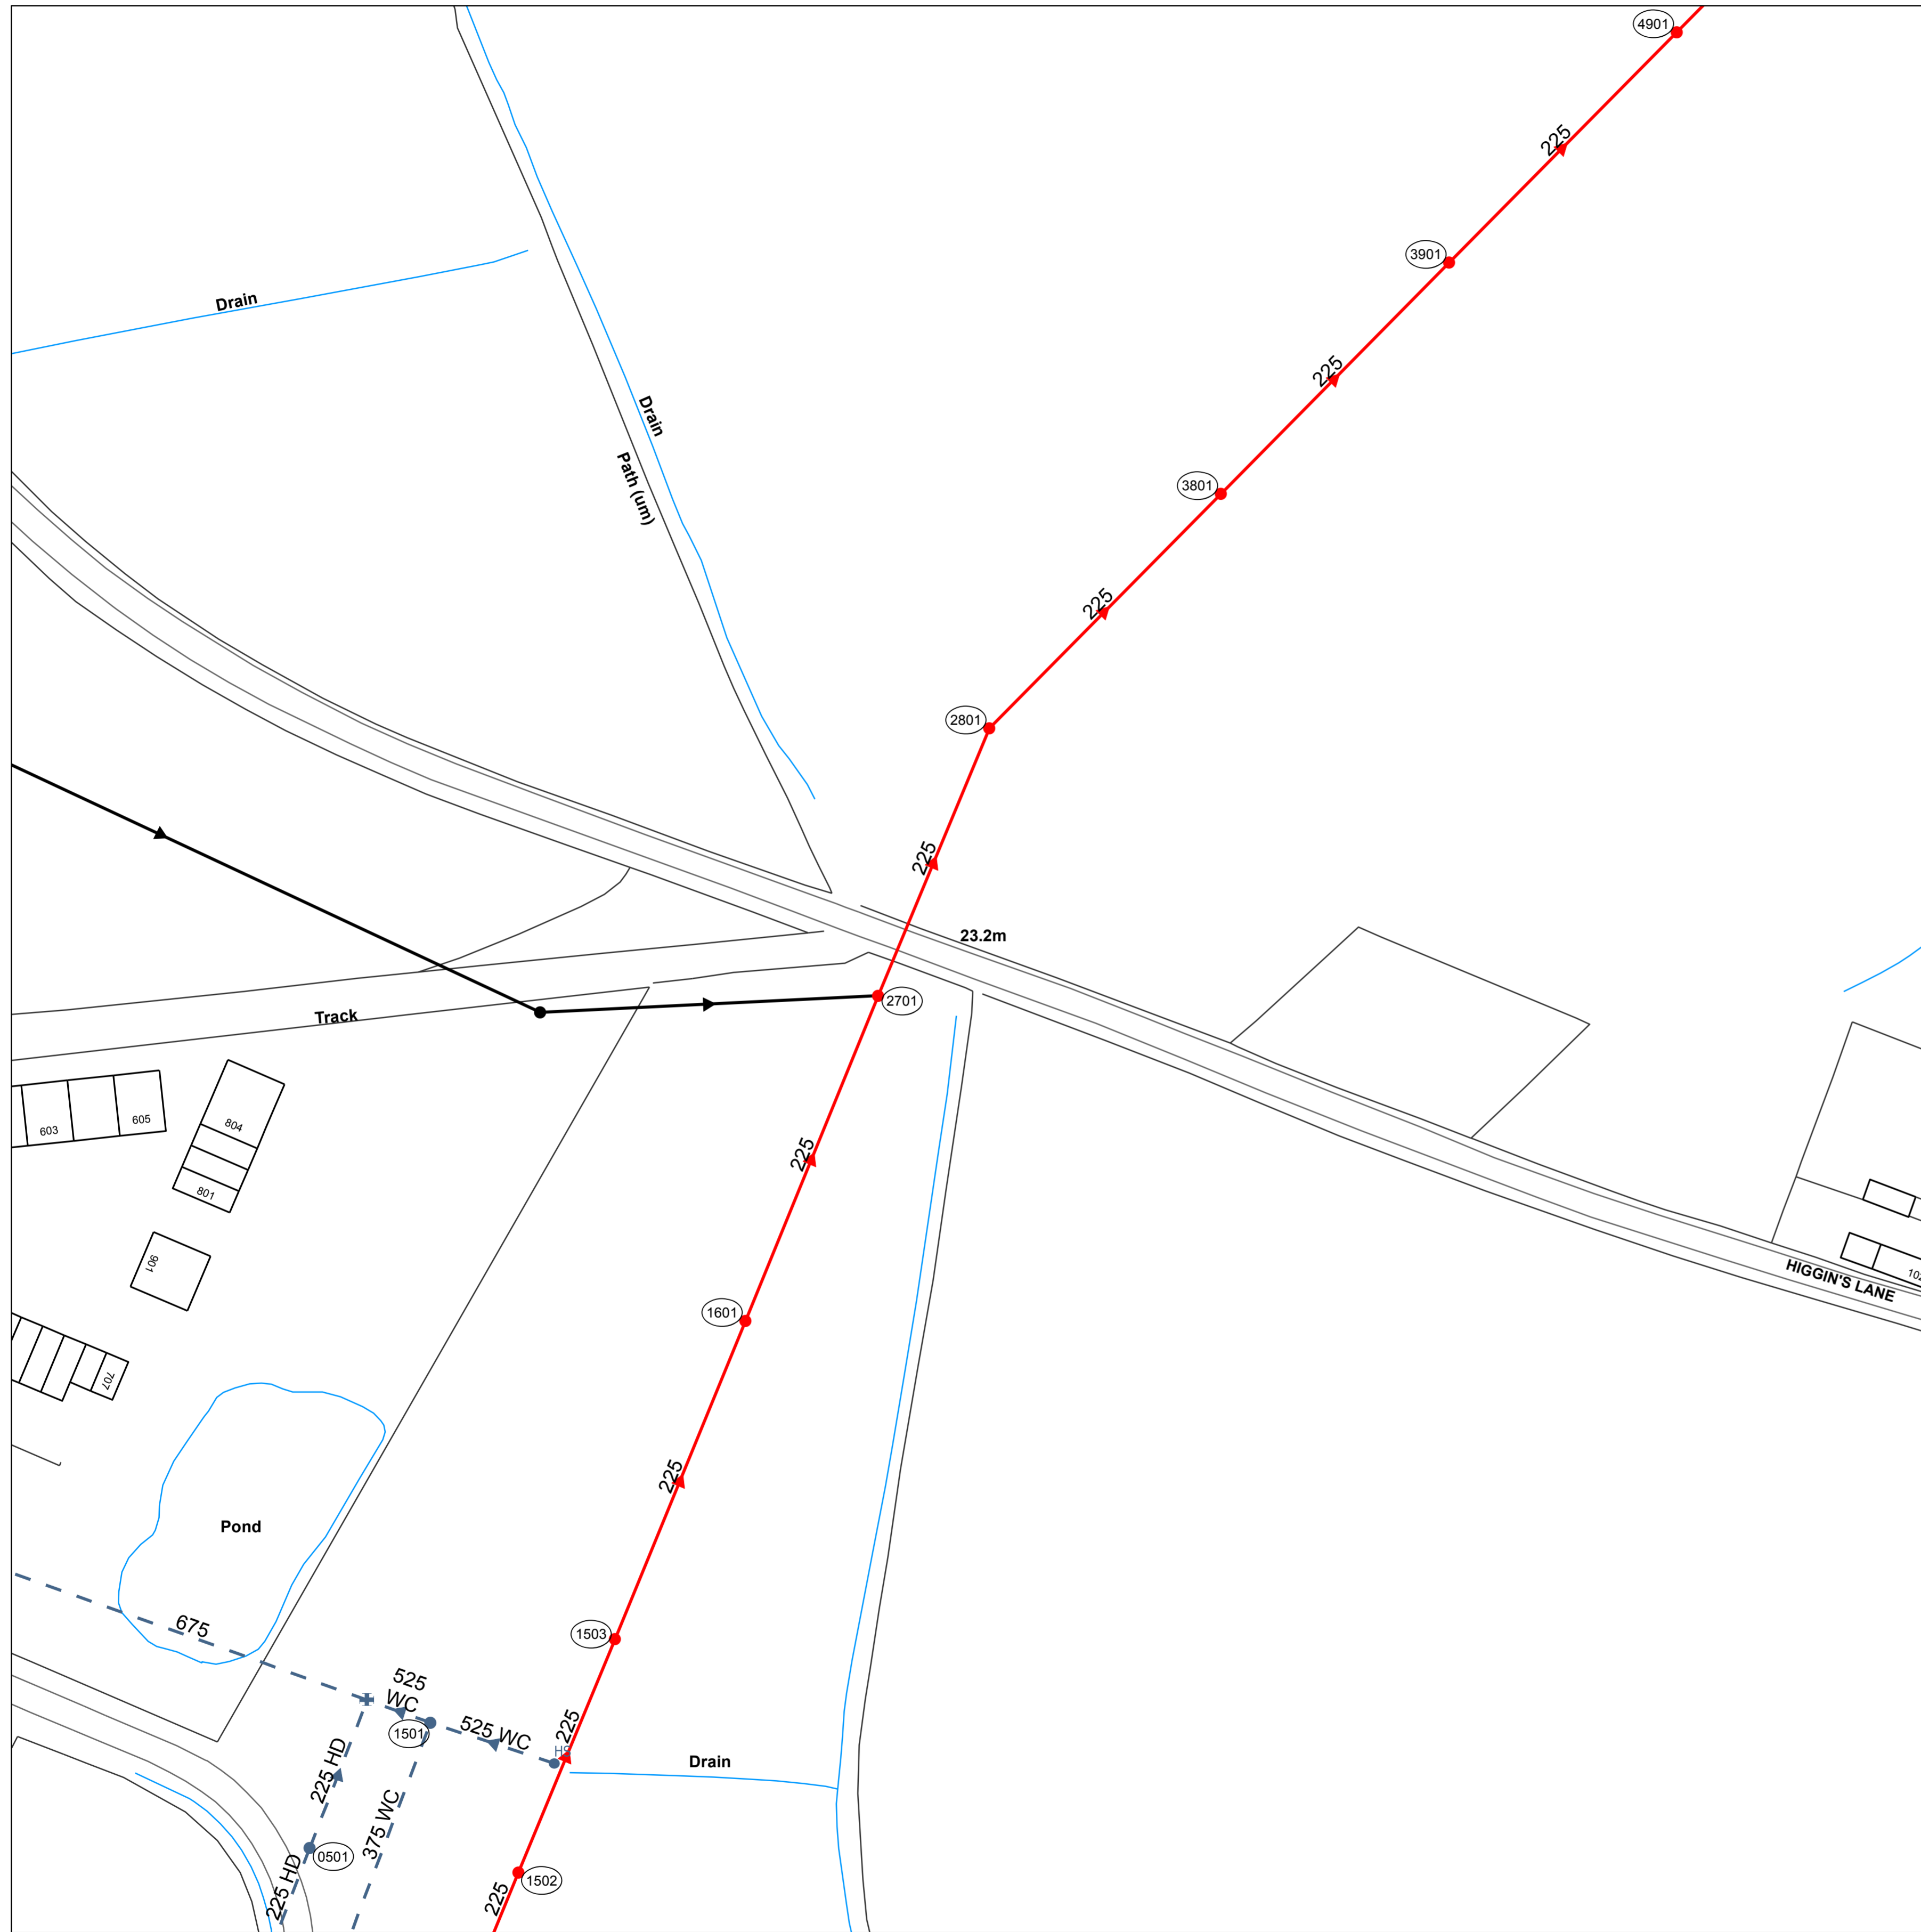 4901
225
3901
Drain
225
3801
Drain
Path (um)
225
2801
225
23.2m
2701
Track
603
605
804
801
225
901
HIGGIN'S LANE
1601
707
225
Pond
675
1503
525
WC
1501
525 WC
225
Drain
225 HD
375 WC
0501
1502
225 HD
225